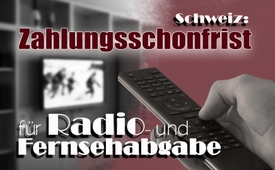 Schweiz:
Zahlungsschonfrist
für Radio- und
Fernsehabgabe